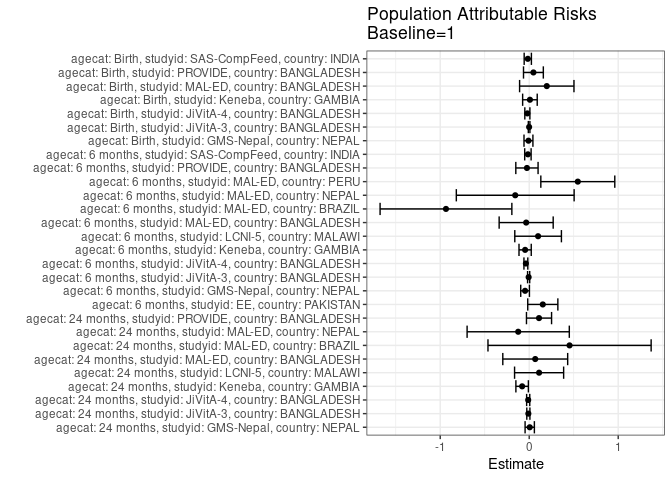 Population Attributable Risks
Baseline=1
agecat: Birth, studyid: SAS-CompFeed, country: INDIA
agecat: Birth, studyid: PROVIDE, country: BANGLADESH
agecat: Birth, studyid: MAL-ED, country: BANGLADESH
agecat: Birth, studyid: Keneba, country: GAMBIA
agecat: Birth, studyid: JiVitA-4, country: BANGLADESH
agecat: Birth, studyid: JiVitA-3, country: BANGLADESH
agecat: Birth, studyid: GMS-Nepal, country: NEPAL
agecat: 6 months, studyid: SAS-CompFeed, country: INDIA
agecat: 6 months, studyid: PROVIDE, country: BANGLADESH
agecat: 6 months, studyid: MAL-ED, country: PERU
agecat: 6 months, studyid: MAL-ED, country: NEPAL
agecat: 6 months, studyid: MAL-ED, country: BRAZIL
agecat: 6 months, studyid: MAL-ED, country: BANGLADESH
agecat: 6 months, studyid: LCNI-5, country: MALAWI
agecat: 6 months, studyid: Keneba, country: GAMBIA
agecat: 6 months, studyid: JiVitA-4, country: BANGLADESH
agecat: 6 months, studyid: JiVitA-3, country: BANGLADESH
agecat: 6 months, studyid: GMS-Nepal, country: NEPAL
agecat: 6 months, studyid: EE, country: PAKISTAN
agecat: 24 months, studyid: PROVIDE, country: BANGLADESH
agecat: 24 months, studyid: MAL-ED, country: NEPAL
agecat: 24 months, studyid: MAL-ED, country: BRAZIL
agecat: 24 months, studyid: MAL-ED, country: BANGLADESH
agecat: 24 months, studyid: LCNI-5, country: MALAWI
agecat: 24 months, studyid: Keneba, country: GAMBIA
agecat: 24 months, studyid: JiVitA-4, country: BANGLADESH
agecat: 24 months, studyid: JiVitA-3, country: BANGLADESH
agecat: 24 months, studyid: GMS-Nepal, country: NEPAL
-1 0 1
Estimate